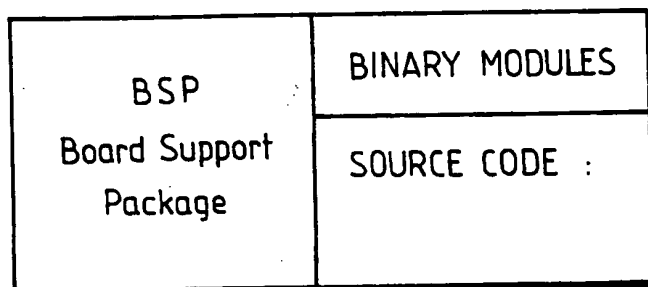 BSP
Board Support
Package
BINARY MODULES
SOURCE CODE :